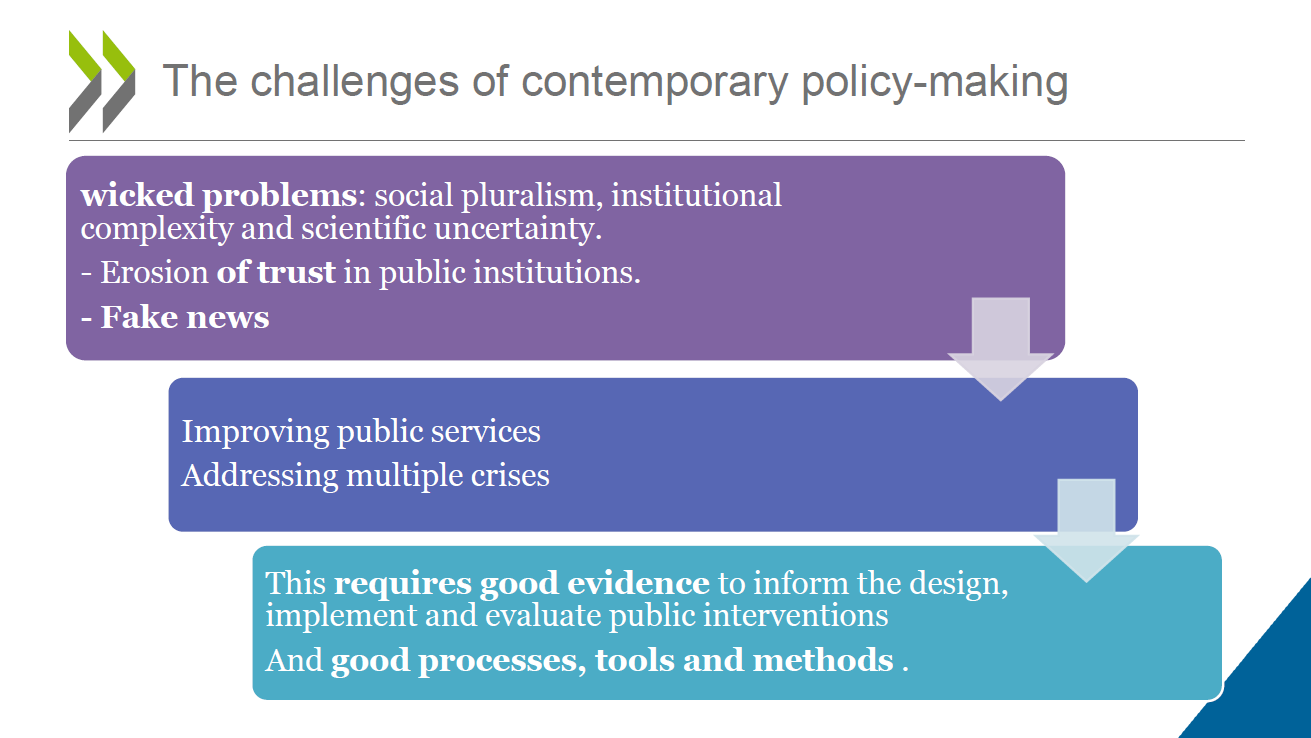 The challenges of contemporary policy-making
wicked problems: social pluralism, institutional
complexity and scientific uncertainty.
- Erosion of trust in public institutions.
- Fake news
Improving public services
Addressing multiple crises
This requires good evidence to inform the design,
implement and evaluate public interventions
And good processes, tools and methods .